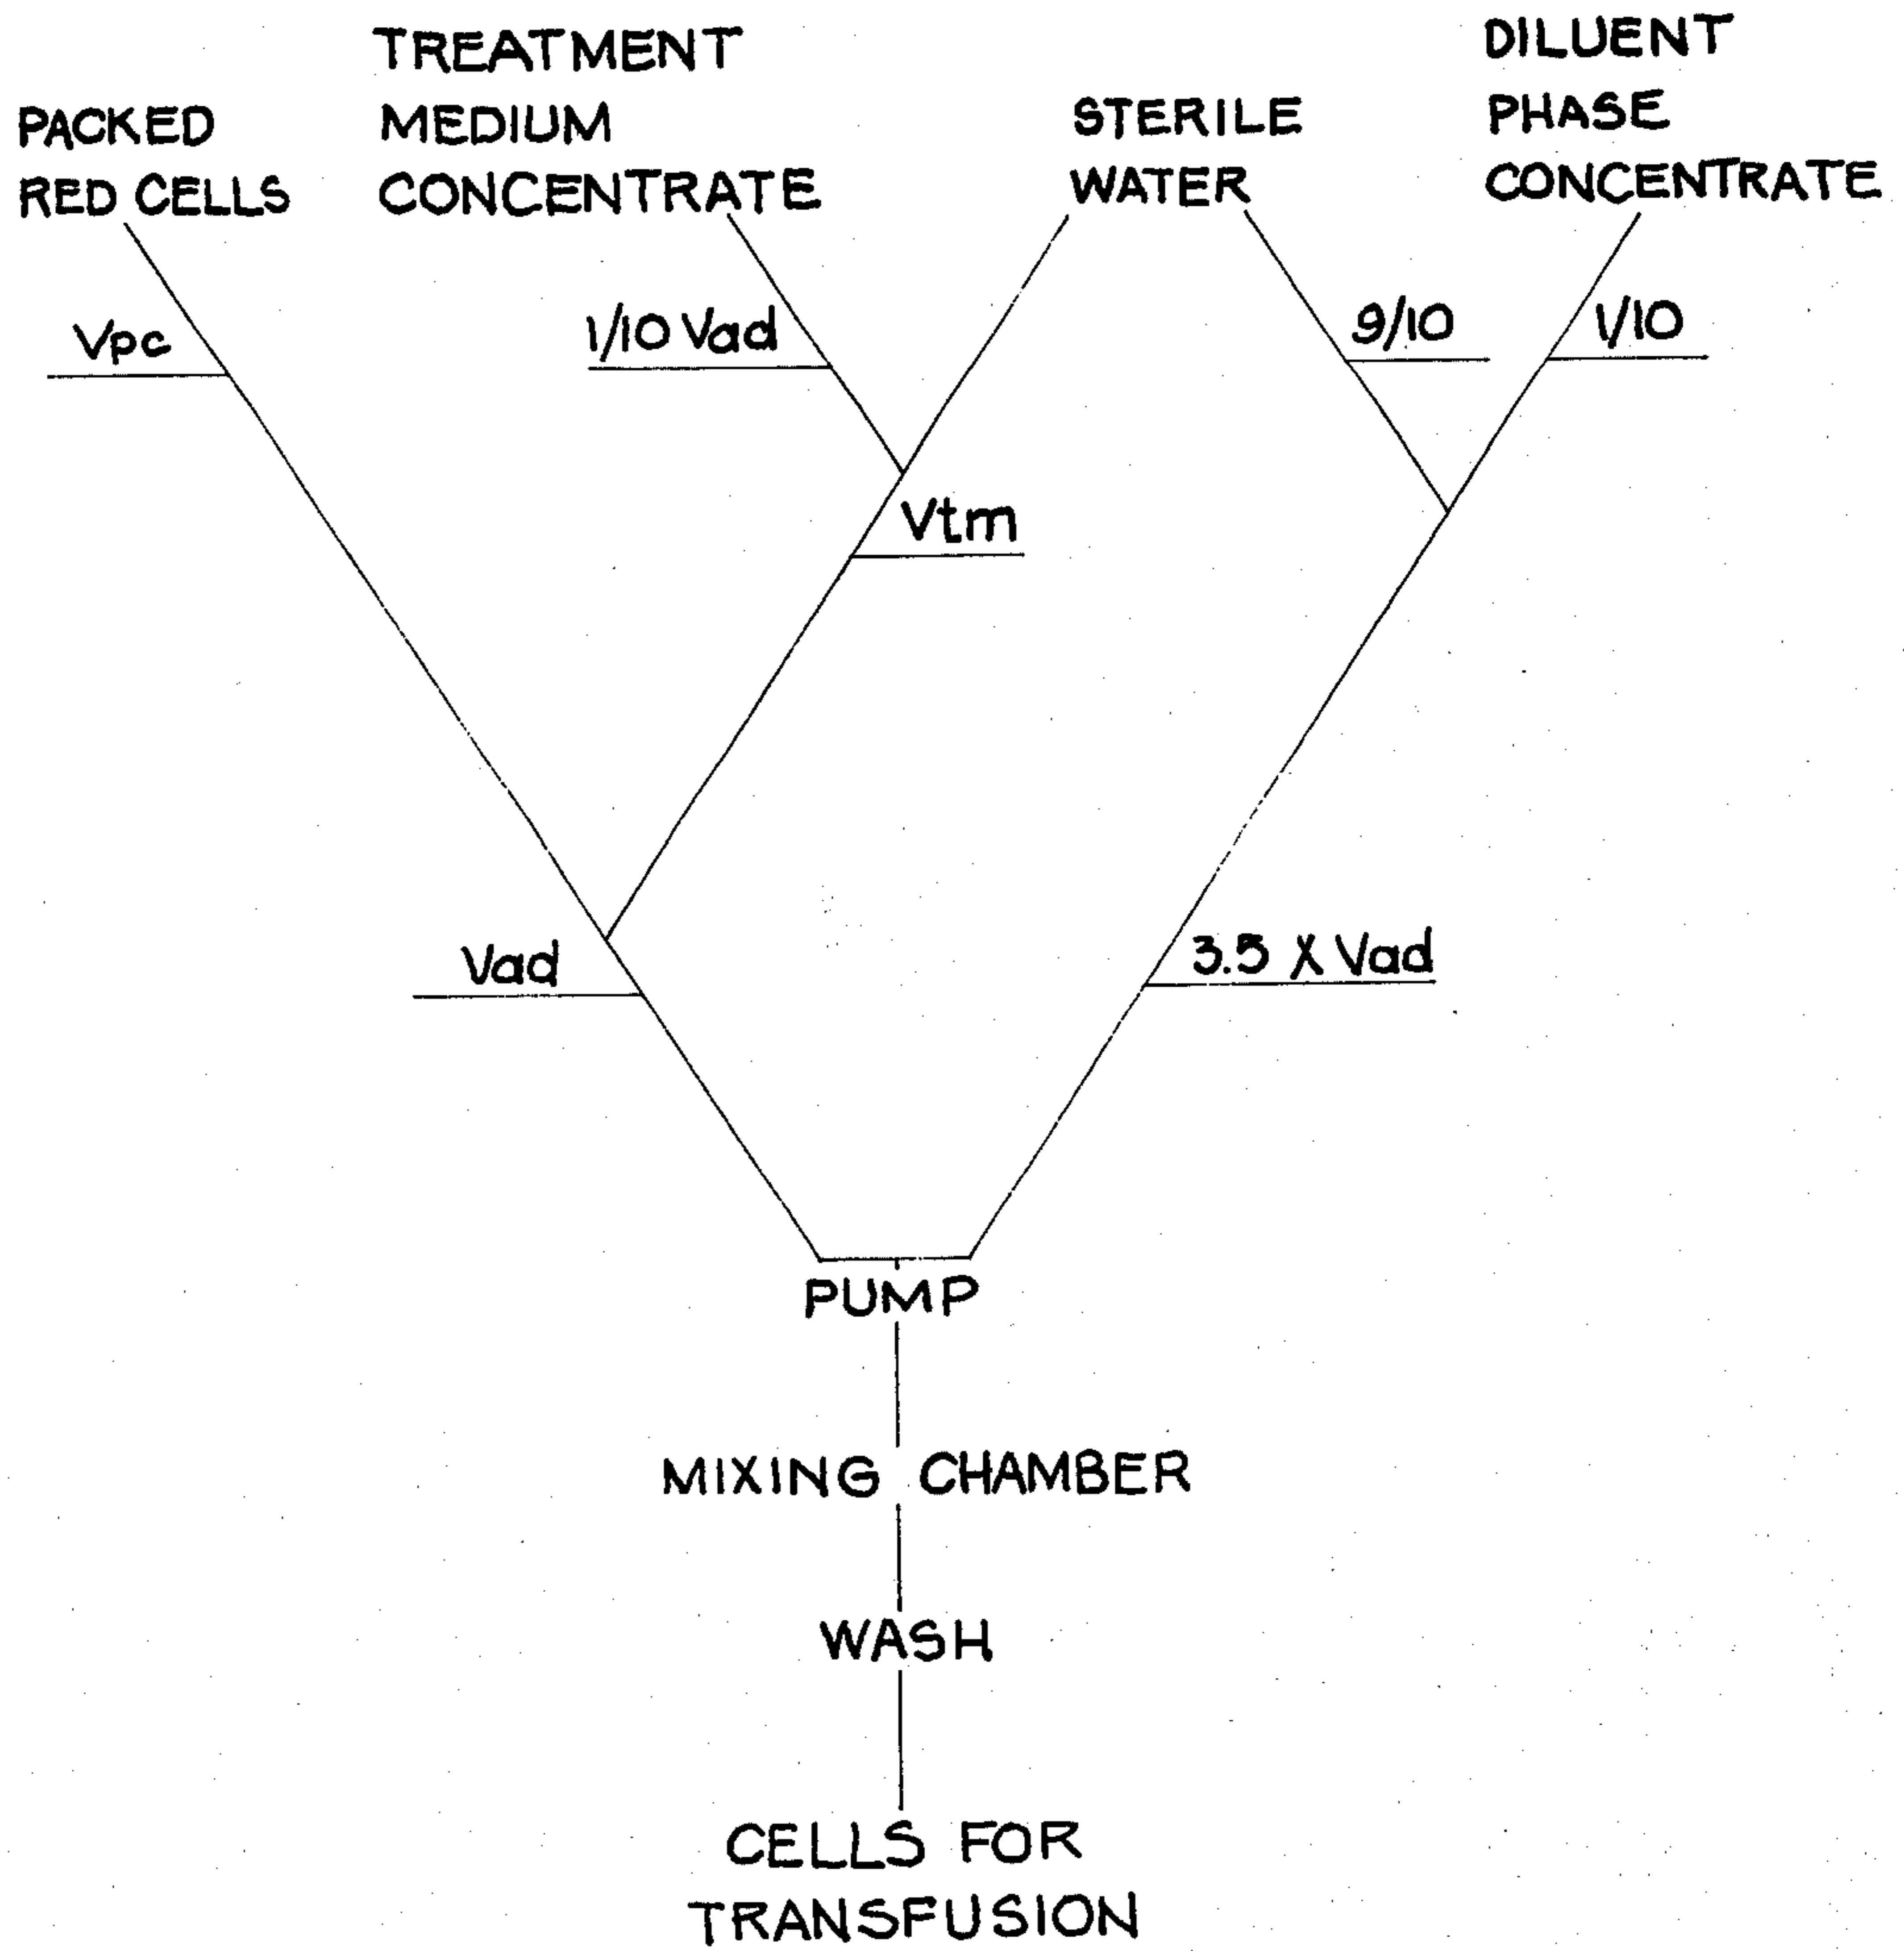 PACKED
RED CELLS
TREATMENT
MEDIUM
CONCENTRATE
STERILE
WATER
DILUENT
PHASE
CONCENTRATE
Vpc
1/10 Vad
9/10
1/10
Vtm
Vad
3.5 X Vad
PUMP
MIXING CHAMBER
WASH
CELLS FOR
TRANSFUSION